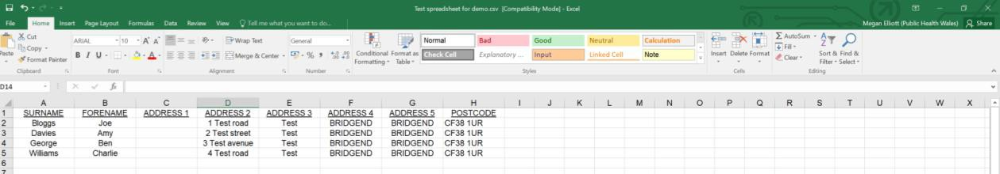 Test spreadsheet for demo.csv [Compatibility Mode] - Excel
File Home Insert Page Layout Formulas Data Review View Tell me what you want to do... Megan Elliott (Public Health Wales) Share
Paste
Cut
Copy
Format Painter
Clipboard
ARIAL 10 A A
B I U A
Font
Wrap Text
Merge & Center
Alignment
General
% , .0 .00 .00 .0
Number
Conditional Formatting
Format as Table
Normal Bad Good Neutral Calculation
Check Cell Explanatory ... Input Linked Cell Note
Styles
Insert Delete Format
Cells
AutoSum
Fill
Clear
Sort & Filter
Find & Select
Editing
D14 fx
A B C D E F G H I J K L M N O P Q R S T U V W X
1 SURNAME FORENAME ADDRESS 1 ADDRESS 2 ADDRESS 3 ADDRESS 4 ADDRESS 5 POSTCODE
2 Bloggs Joe 1 Test road Test BRIDGEND BRIDGEND CF38 1UR
3 Davies Amy 2 Test street Test BRIDGEND BRIDGEND CF38 1UR
4 George Ben 3 Test avenue Test BRIDGEND BRIDGEND CF38 1UR
5 Williams Charlie 4 Test road Test BRIDGEND BRIDGEND CF38 1UR
6
7